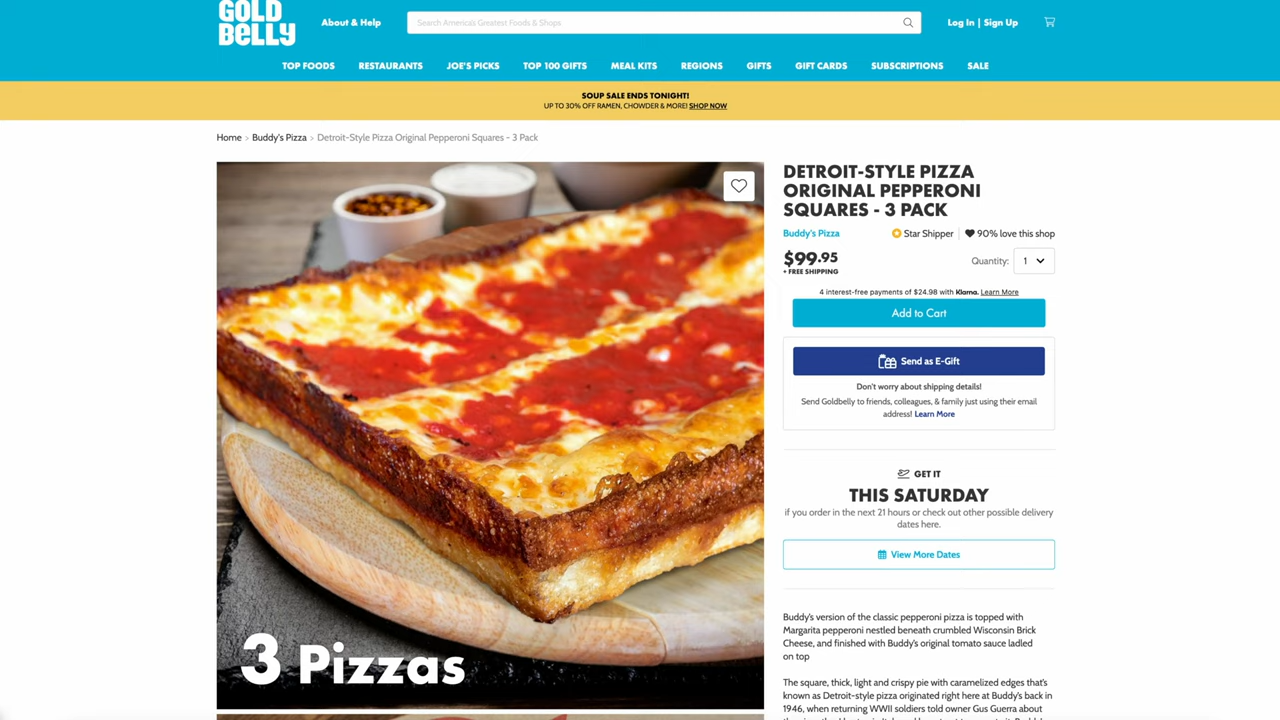 GOLD
BELLY
About & Help
Search America's Greatest Foods & Shops
Log In | Sign Up
TOP FOODS
RESTAURANTS
JOE'S PICKS
TOP 100 GIFTS
MEAL KITS
REGIONS
GIFTS
GIFT CARDS
SUBSCRIPTIONS
SALE
SOUP SALE ENDS TONIGHT!
UP TO 30% OFF RAMEN, CHOWDER & MORE! SHOP NOW
Home > Buddy's Pizza > Detroit-Style Pizza Original Pepperoni Squares - 3 Pack
3 Pizzas
DETROIT-STYLE PIZZA
ORIGINAL PEPPERONI
SQUARES - 3 PACK
Buddy's Pizza
Star Shipper
90% love this shop
$99.95
+ FREE SHIPPING
Quantity: 1
4 interest-free payments of $24.98 with Klarna. Learn More
Add to Cart
Send as E-Gift
Don't worry about shipping details!
Send Goldbelly to friends, colleagues, & family just using their email
address! Learn More
GET IT
THIS SATURDAY
if you order in the next 21 hours or check out other possible delivery
dates here.
View More Dates
Buddy's version of the classic pepperoni pizza is topped with
Margarita pepperoni nestled beneath crumbled Wisconsin Brick
Cheese, and finished with Buddy's original tomato sauce ladled
on top
The square, thick, light and crispy pie with caramelized edges that's
known as Detroit-style pizza originated right here at Buddy's back in
1946, when returning WWII soldiers told owner Gus Guerra about